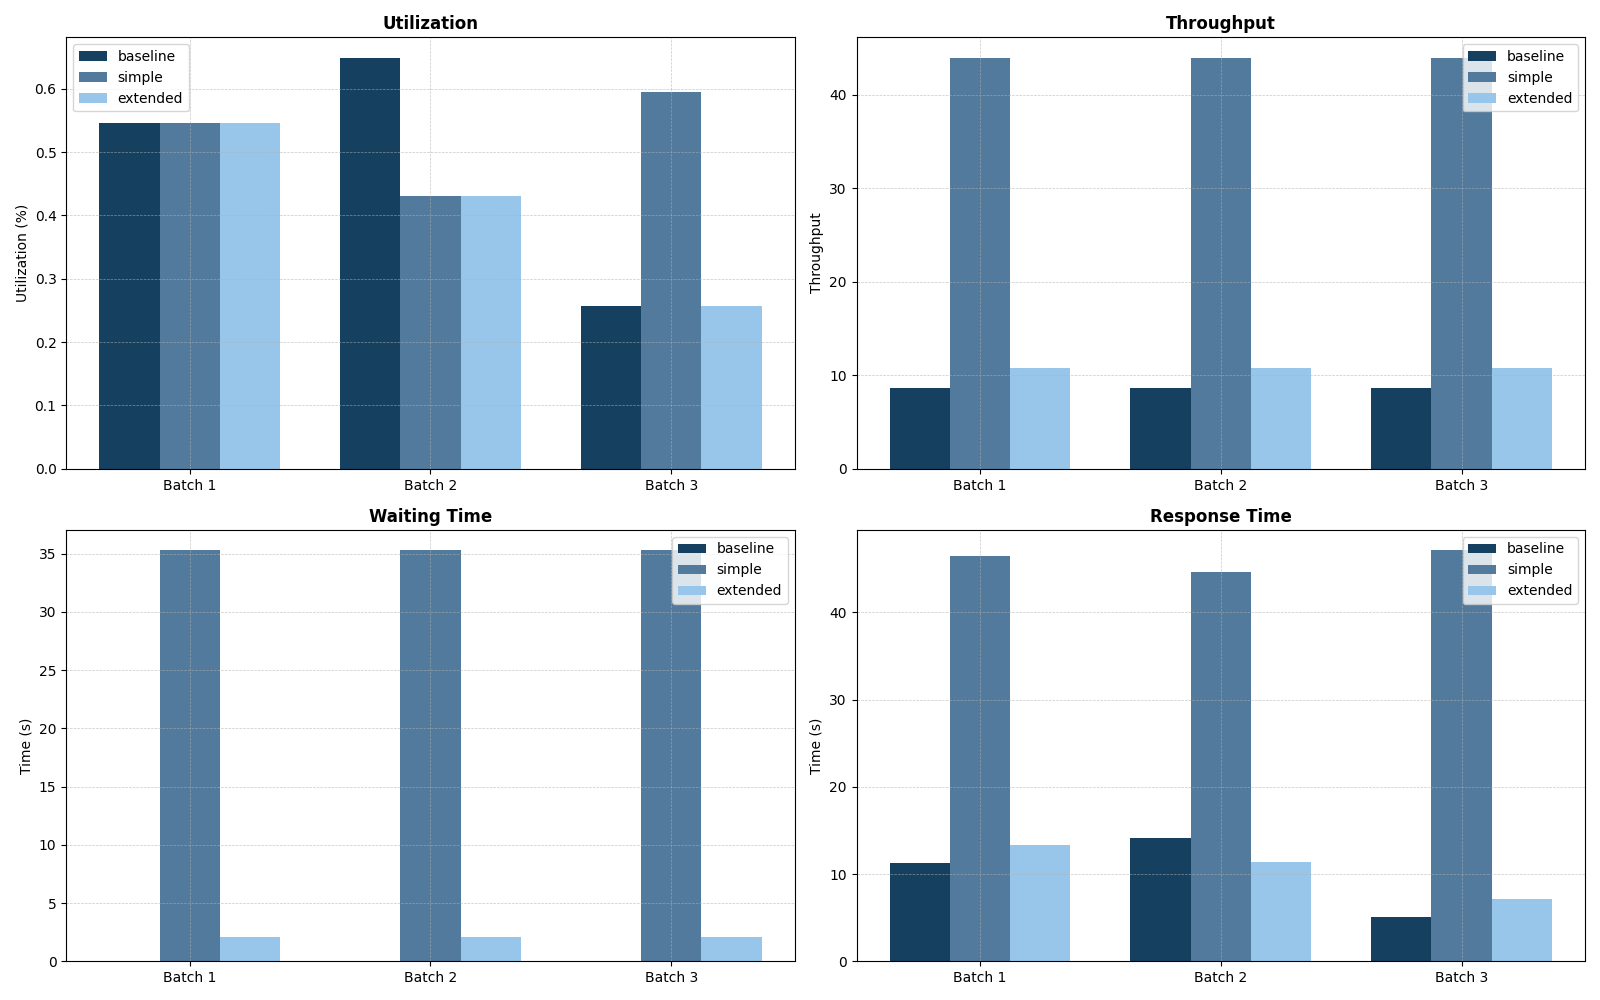 Utilization
Utilization (%)
0.6
0.5
0.4
0.3
0.2
0.1
0.0
baseline
simple
extended
Batch 1
Batch 2
Batch 3
Throughput
Throughput
40
30
20
10
0
baseline
simple
extended
Batch 1
Batch 2
Batch 3
Waiting Time
Time (s)
35
30
25
20
15
10
5
0
baseline
simple
extended
Batch 1
Batch 2
Batch 3
Response Time
Time (s)
40
30
20
10
0
baseline
simple
extended
Batch 1
Batch 2
Batch 3